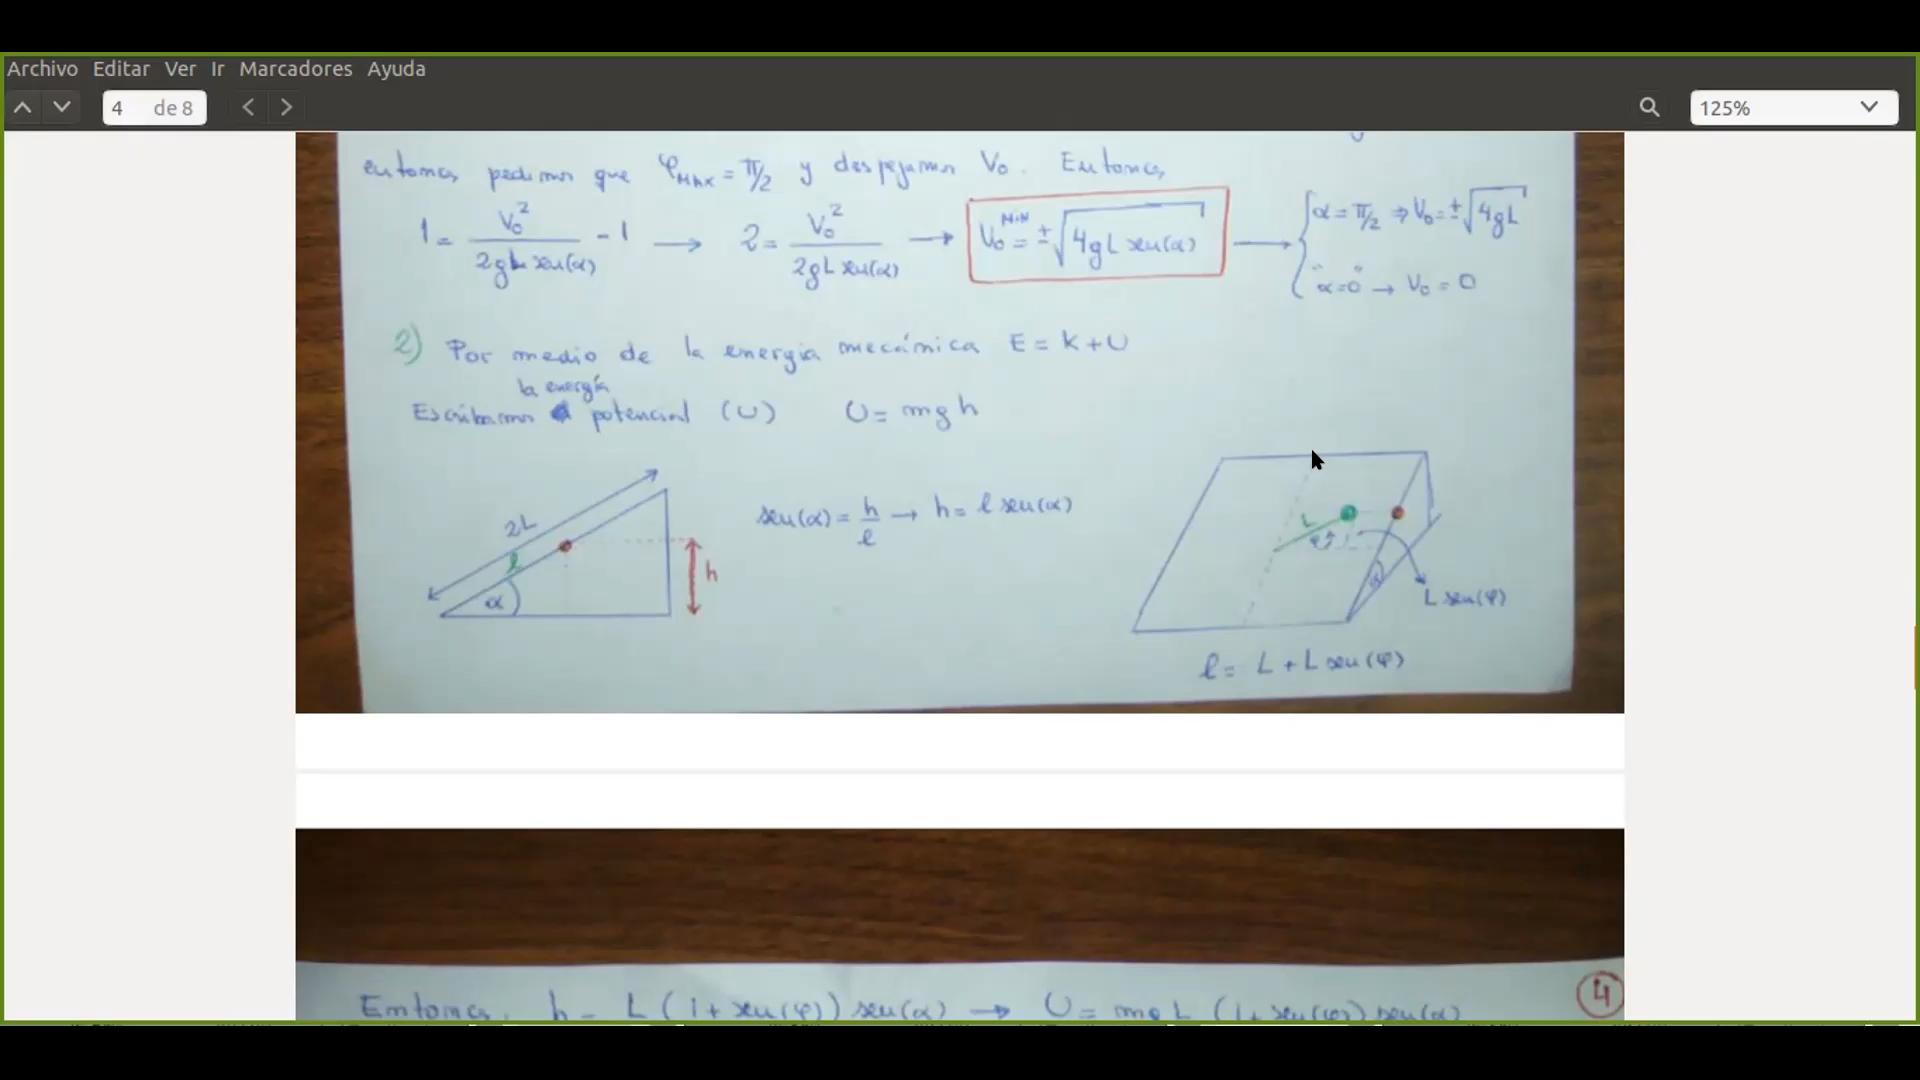 Archivo Editar Ver Ir Marcadores Ayuda
4 de 8
125%
entonces pedimos que φMAX = π/2 y despejamos V0. Entonces,
1 = V0²/2gL sen(α) - 1 → 2 = V0²/2gL sen(α) → V0^MIN = ±√4gL sen(α) → { α = π/2 ⇒ V0 = ±√4gL
"α=0" → V0 = 0
2) Por medio de la energía mecánica E = K + U
la energía
Escribamos potencial (U) U = mgh
2L
l
α
h
sen(α) = h/l → h = l sen(α)
L
φ
α
L sen(φ)
l = L + L sen(φ)
4
Entonces, h = L (1 + sen(φ)) sen(α) → U = mgL (1 + sen(φ)) sen(α)